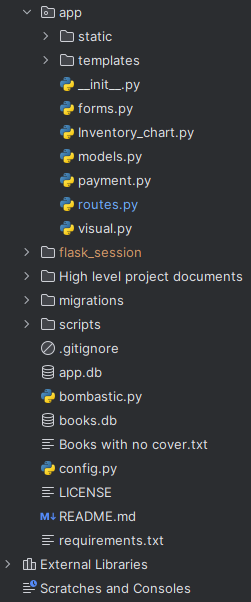 app
static
templates
__init__.py
forms.py
Inventory_chart.py
models.py
payment.py
routes.py
visual.py
flask_session
High level project documents
migrations
scripts
.gitignore
app.db
bombastic.py
books.db
Books with no cover.txt
config.py
LICENSE
M↓ README.md
requirements.txt
External Libraries
Scratches and Consoles